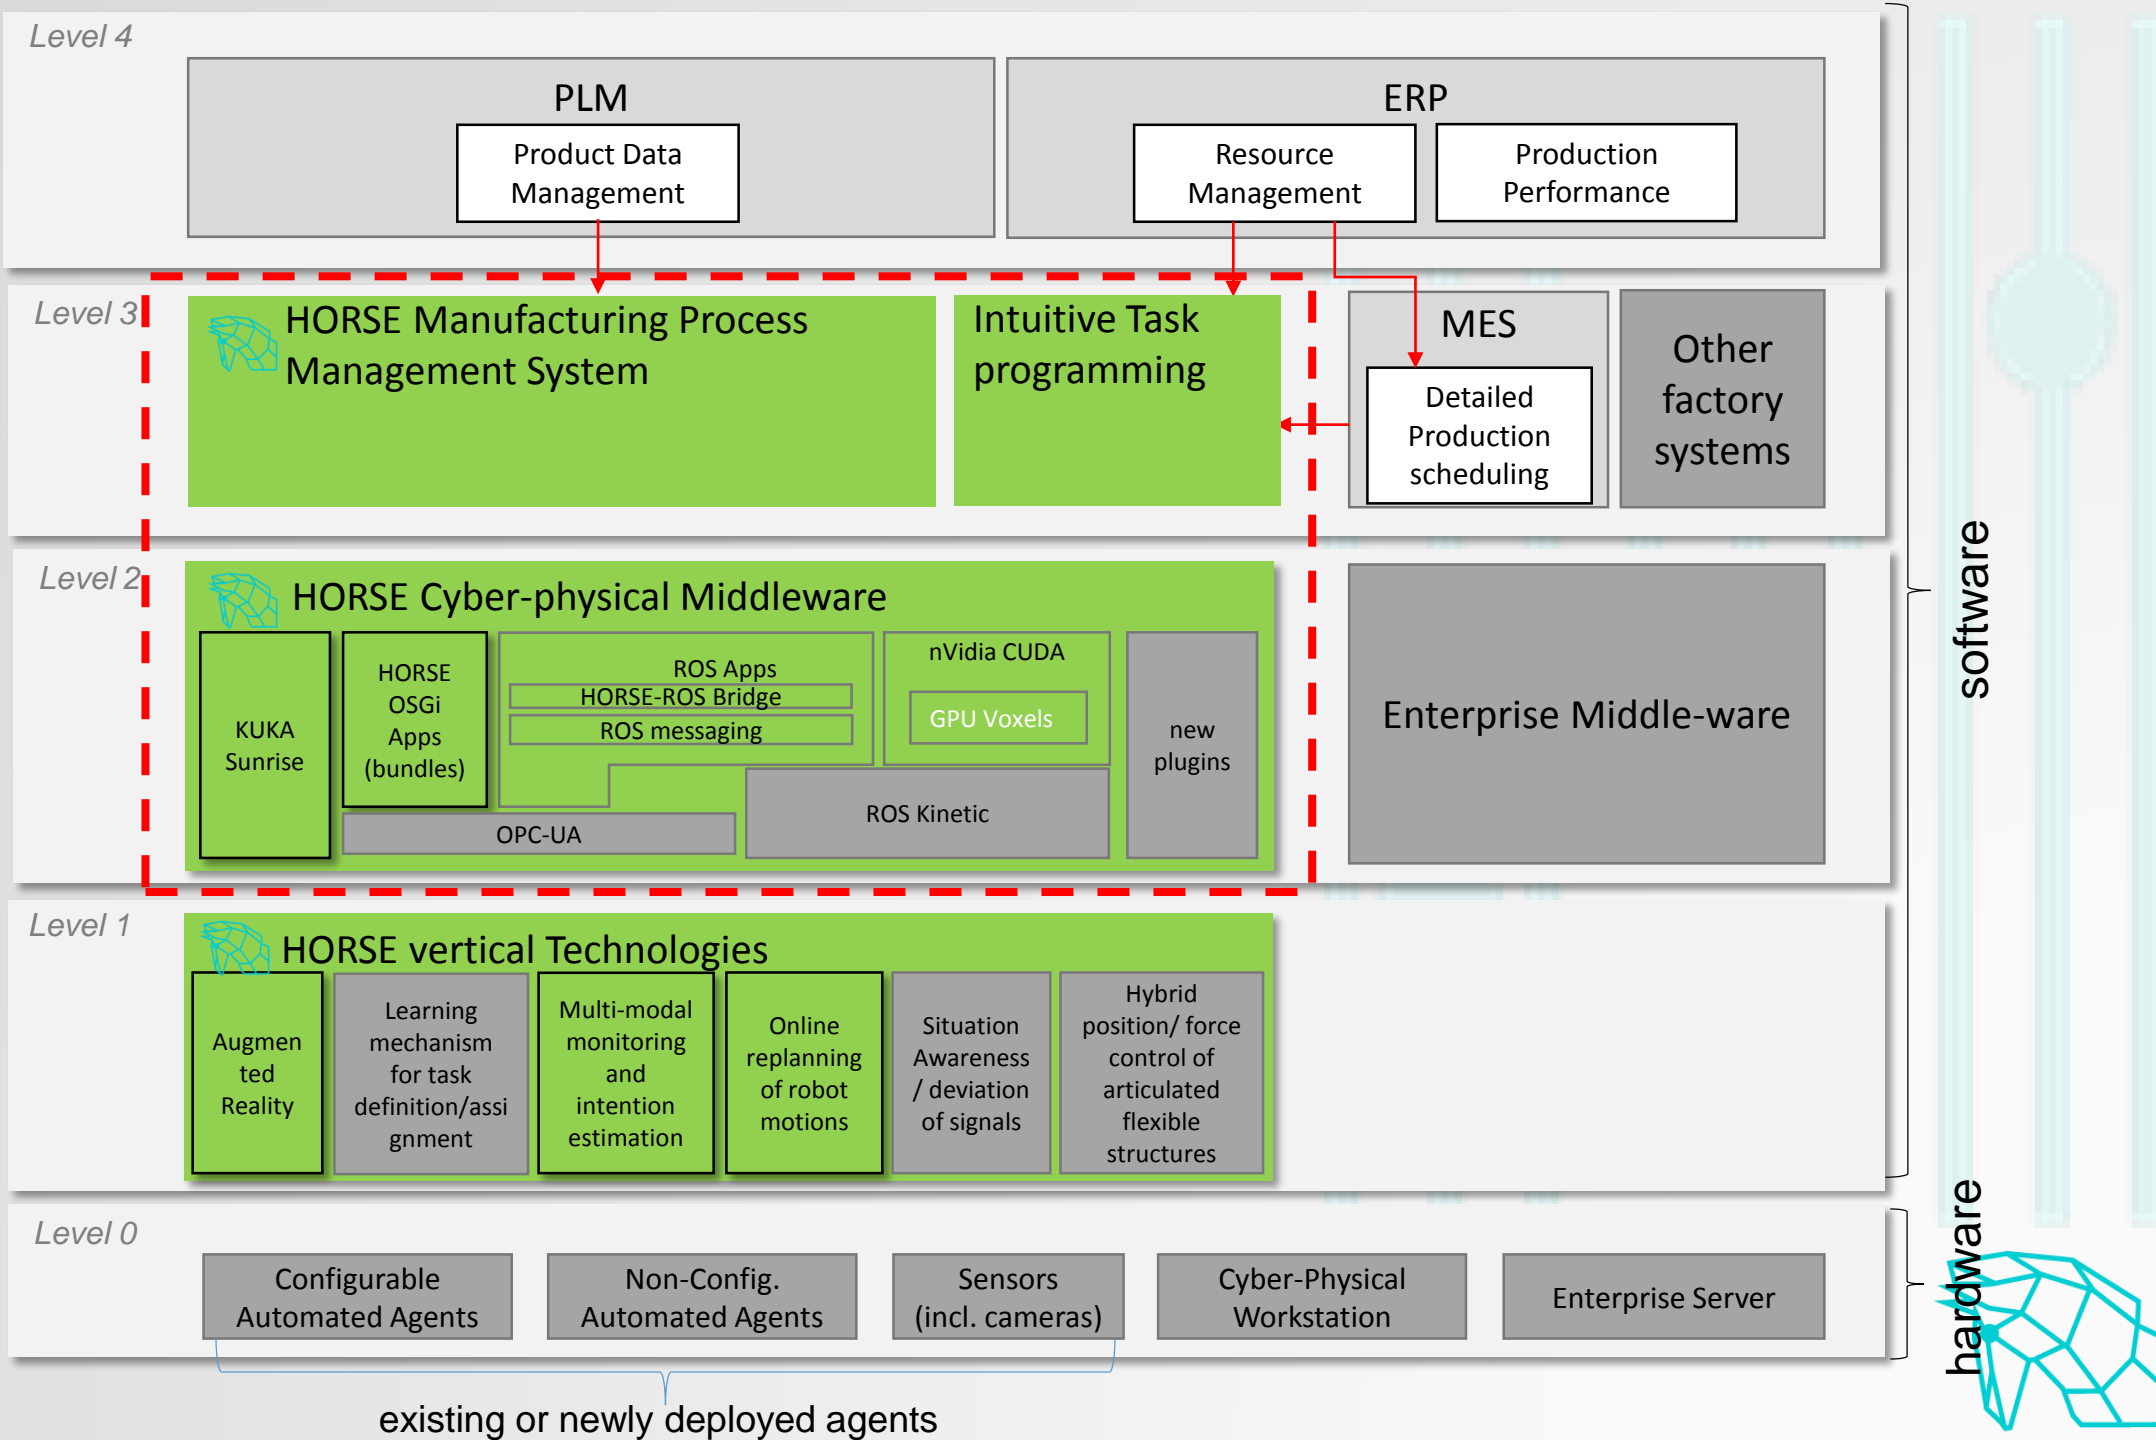 Level 4
PLM
Product Data
Management
ERP
Resource
Management
Production
Performance
Level 3
HORSE Manufacturing Process
Management System
Intuitive Task
programming
MES
Detailed
Production
scheduling
Other
factory
systems
Level 2
HORSE Cyber-physical Middleware
KUKA
Sunrise
HORSE
OSGi
Apps
(bundles)
ROS Apps
HORSE-ROS Bridge
ROS messaging
nVidia CUDA
GPU Voxels
new
plugins
OPC-UA
ROS Kinetic
Enterprise Middle-ware
software
Level 1
HORSE vertical Technologies
Augmen
ted
Reality
Learning
mechanism
for task
definition/assi
gnment
Multi-modal
monitoring
and
intention
estimation
Online
replanning
of robot
motions
Situation
Awareness
/ deviation
of signals
Hybrid
position/ force
control of
articulated
flexible
structures
Level 0
Configurable
Automated Agents
Non-Config.
Automated Agents
Sensors
(incl. cameras)
Cyber-Physical
Workstation
Enterprise Server
hardware
existing or newly deployed agents